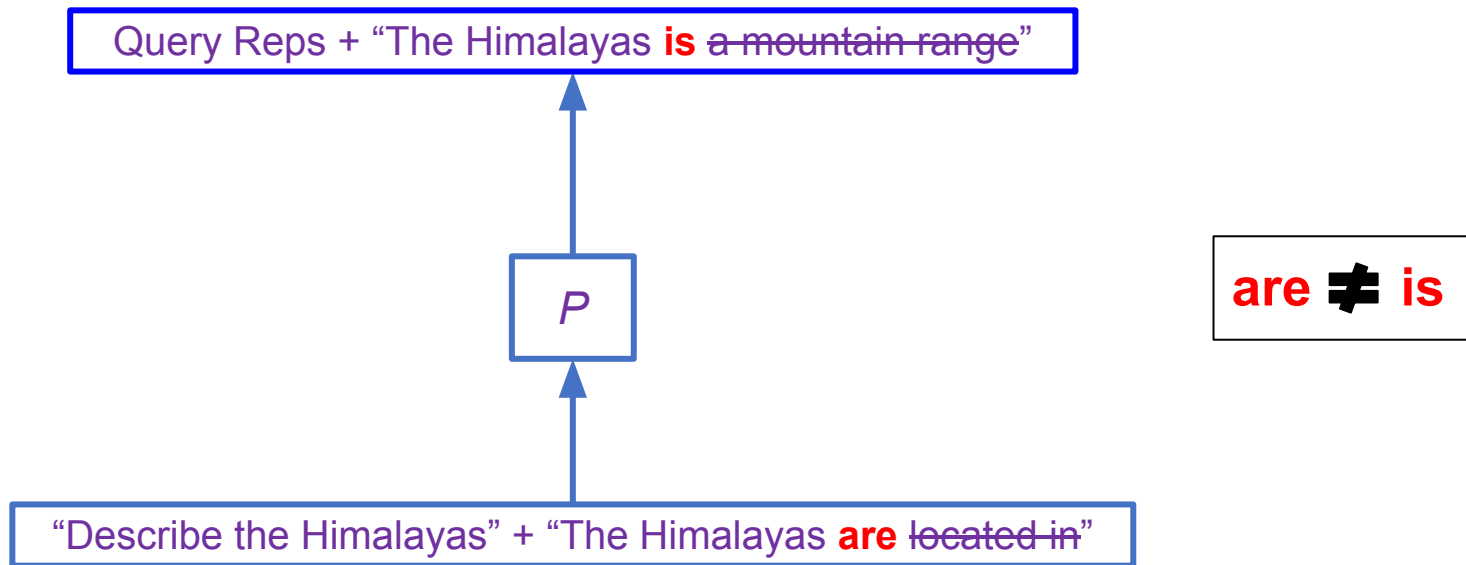 Query Reps + “The Himalayas is a mountain range”
P
are ≠ is
“Describe the Himalayas” + “The Himalayas are located in”